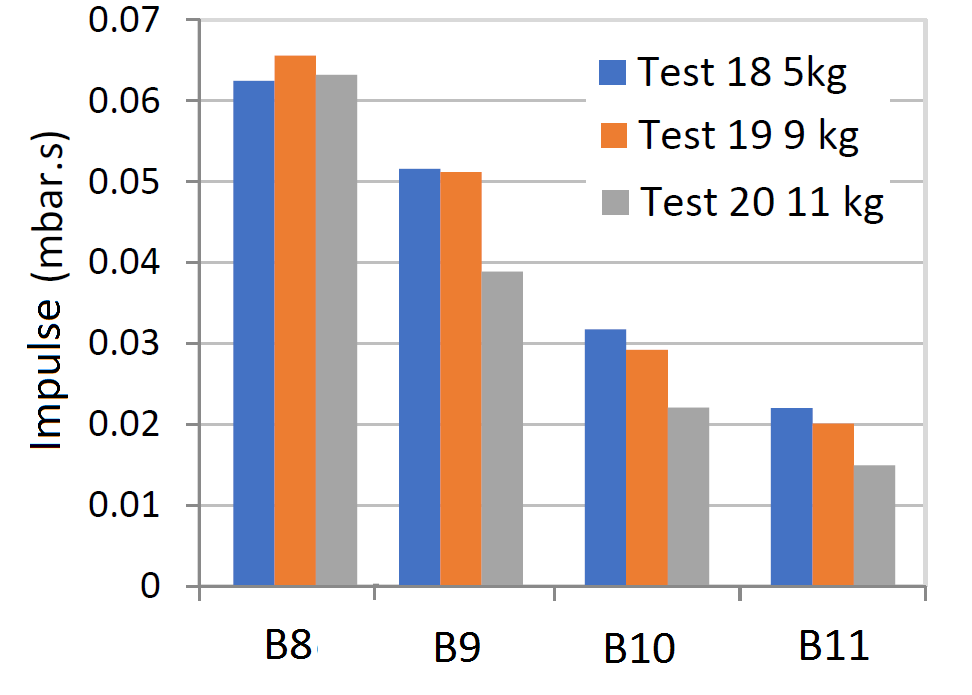 Impulse (mbar.s)
0.07
0.06
0.05
0.04
0.03
0.02
0.01
0
Test 18 5kg
Test 19 9 kg
Test 20 11 kg
B8
B9
B10
B11